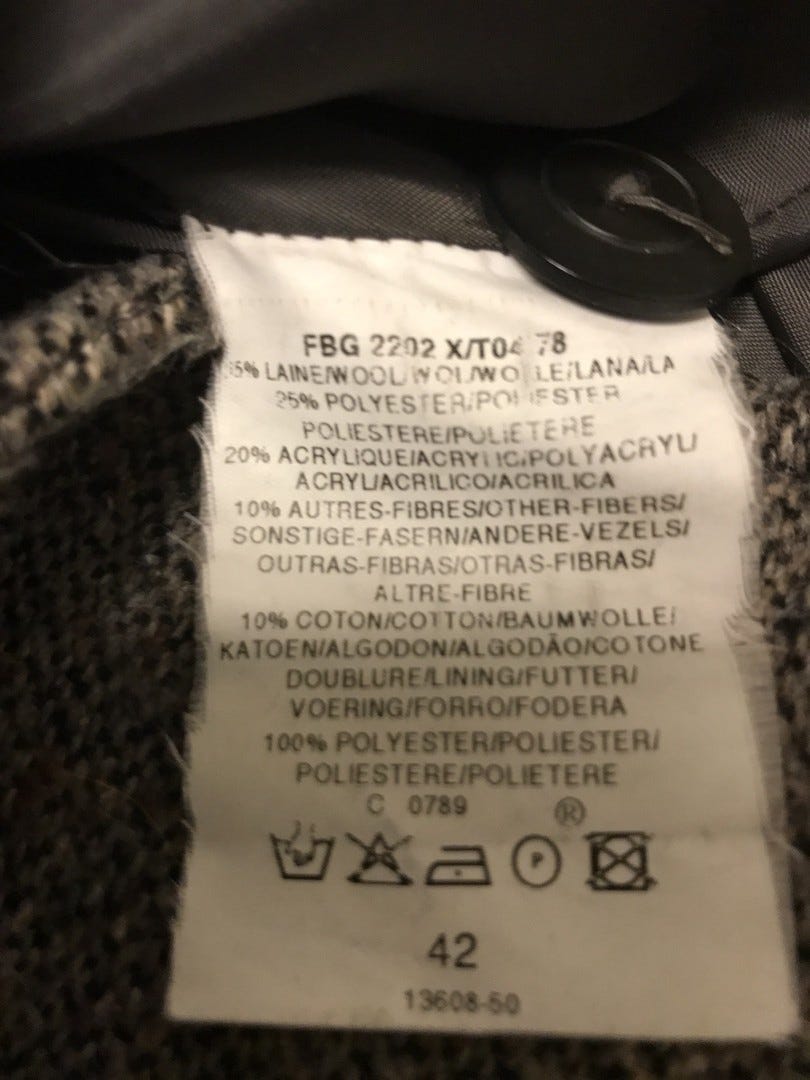 FBG 2202 X/T04 78
35% LAINE/WOOL/WOL/WOLLE/LANA/LA
25% POLYESTER/POLIESTER
POLIESTERE/POLIETERE
20% ACRYLIQUE/ACRYLIC/POLYACRYL/
ACRYL/ACRILICO/ACRILICA
10% AUTRES-FIBRES/OTHER-FIBERS/
SONSTIGE-FASERN/ANDERE-VEZELS/
OUTRAS-FIBRAS/OTRAS-FIBRAS/
ALTRE-FIBRE
10% COTON/COTTON/BAUMWOLLE/
KATOEN/ALGODON/ALGODÃO/COTONE
DOUBLURE/LINING/FUTTER/
VOERING/FORRO/FODERA
100% POLYESTER/POLIESTER/
POLIESTERE/POLIETERE
C 0789 ®
P
42
13608-50